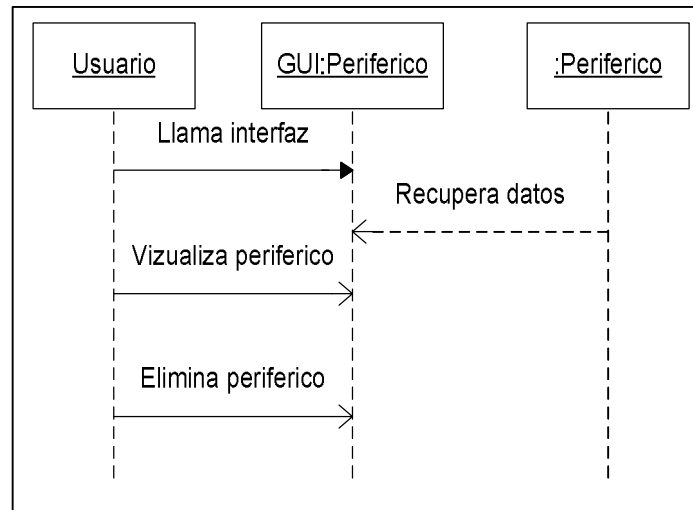 Usuario
GUI:Periferico
:Periferico
Llama interfaz
Recupera datos
Vizualiza periferico
Elimina periferico